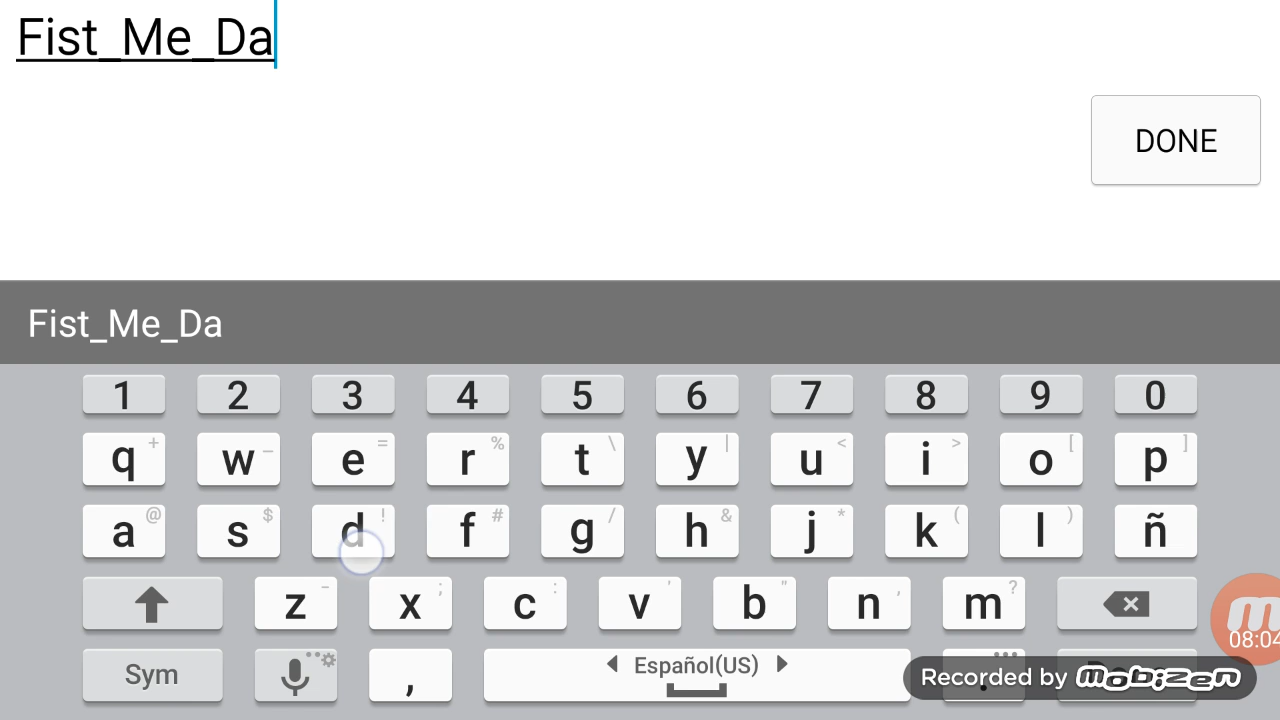 Fist_Me_Da
DONE
Fist_Me_Da
1 2 3 4 5 6 7 8 9 0
q + w – e = r % t \ y | u < i > o [ p ]
a @ s $ d ! f # g / h & j * k ( l ) ñ
z - x ; c : v ' b " n , m ?
Sym , Español(US) .
08:04
Recorded by mobizen